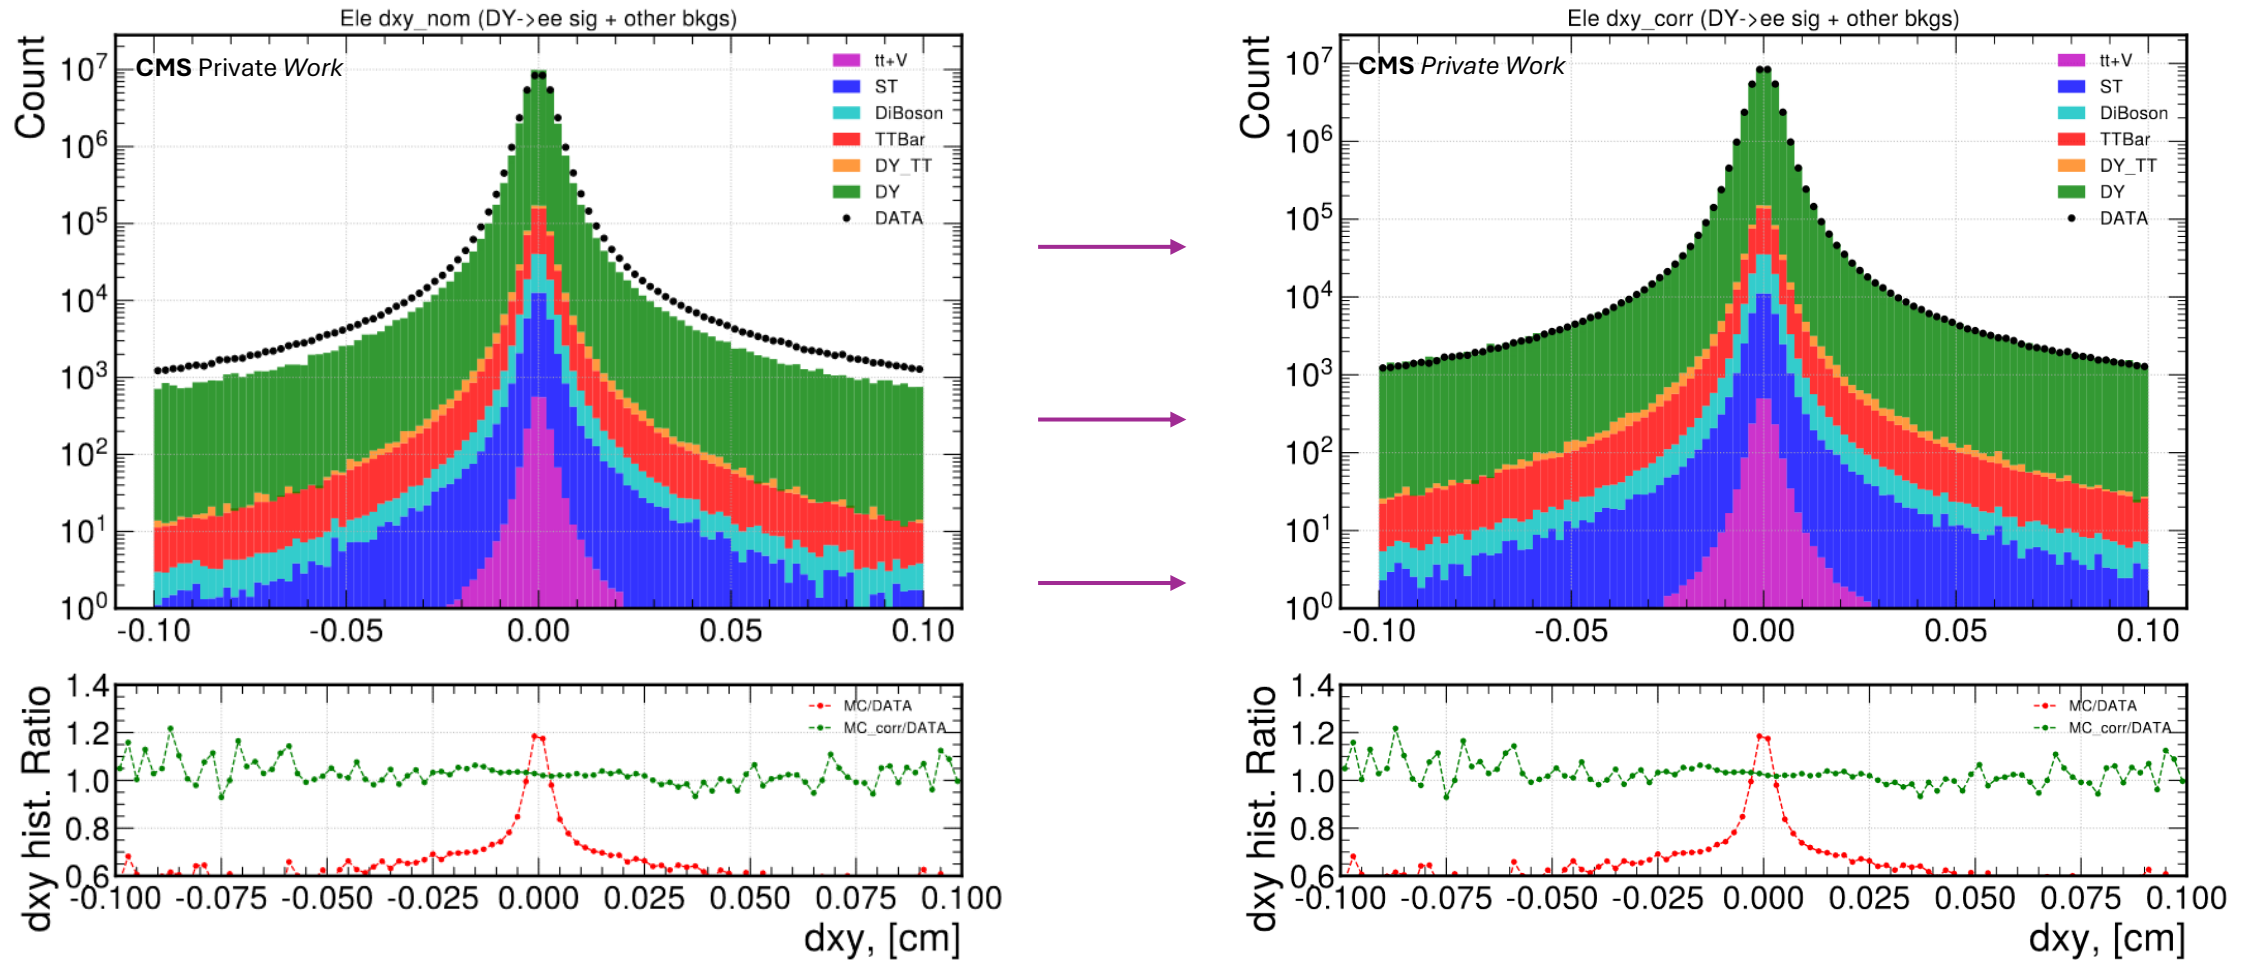 Ele dxy_nom (DY->ee sig + other bkgs)
CMS Private Work
Count
10^7
10^6
10^5
10^4
10^3
10^2
10^1
10^0
tt+V
ST
DiBoson
TTBar
DY_TT
DY
DATA
-0.10 -0.05 0.00 0.05 0.10
dxy hist. Ratio
1.4
1.2
1.0
0.8
0.6
MC/DATA
MC_corr/DATA
-0.100 -0.075 -0.050 -0.025 0.000 0.025 0.050 0.075 0.100
dxy, [cm]
Ele dxy_corr (DY->ee sig + other bkgs)
CMS Private Work
Count
10^7
10^6
10^5
10^4
10^3
10^2
10^1
10^0
tt+V
ST
DiBoson
TTBar
DY_TT
DY
DATA
-0.10 -0.05 0.00 0.05 0.10
dxy hist. Ratio
1.4
1.2
1.0
0.8
0.6
MC/DATA
MC_corr/DATA
-0.100 -0.075 -0.050 -0.025 0.000 0.025 0.050 0.075 0.100
dxy, [cm]